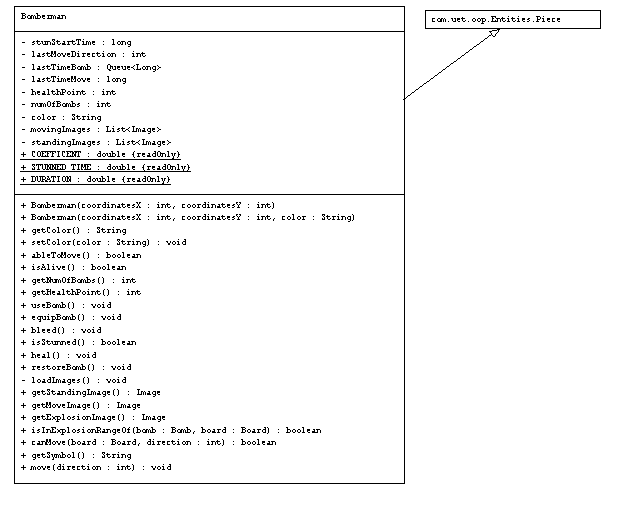 Bomberman
com.uet.oop.Entities.Piece
- stunStartTime : long
- lastMoveDirection : int
- lastTimeBomb : Queue<Long>
- lastTimeMove : long
- healthPoint : int
- numOfBombs : int
- color : String
- movingImages : List<Image>
- standingImages : List<Image>
+ COEFFICENT : double {readOnly}
+ STUNNED_TIME : double {readOnly}
+ DURATION : double {readOnly}
+ Bomberman(coordinatesX : int, coordinatesY : int)
+ Bomberman(coordinatesX : int, coordinatesY : int, color : String)
+ getColor() : String
+ setColor(color : String) : void
+ ableToMove() : boolean
+ isAlive() : boolean
+ getNumOfBombs() : int
+ getHealthPoint() : int
+ useBomb() : void
+ equipBomb() : void
+ bleed() : void
+ isStunned() : boolean
+ heal() : void
+ restoreBomb() : void
- loadImages() : void
+ getStandingImage() : Image
+ getMoveImage() : Image
+ getExplosionImage() : Image
+ isInExplosionRangeOf(bomb : Bomb, board : Board) : boolean
+ canMove(board : Board, direction : int) : boolean
+ getSymbol() : String
+ move(direction : int) : void